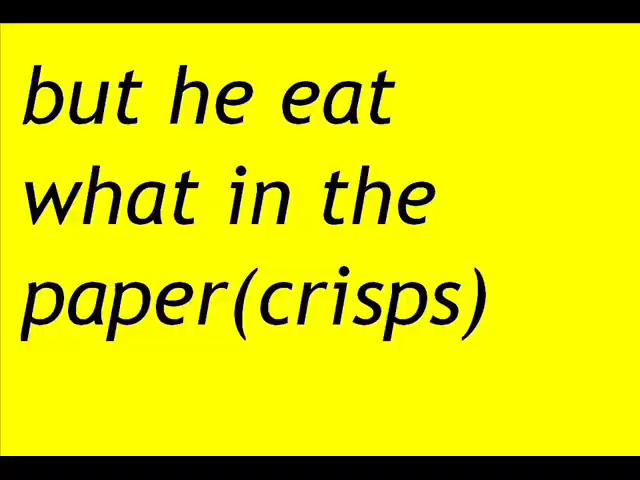 but he eat
what in the
paper(crisps)